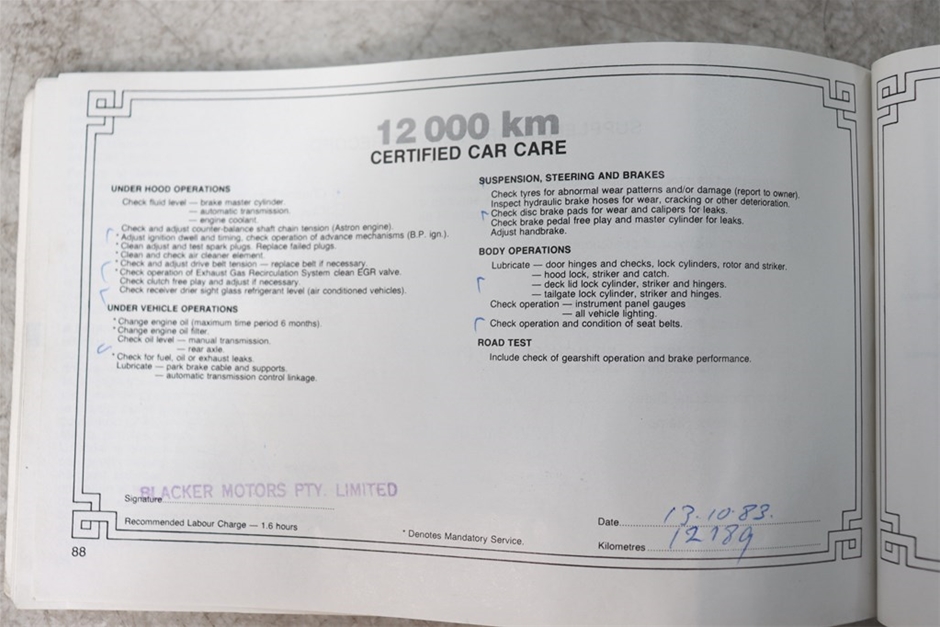 12 000 km
CERTIFIED CAR CARE
UNDER HOOD OPERATIONS
Check fluid level — brake master cylinder.
— automatic transmission.
— engine coolant.
Check and adjust counter-balance shaft chain tension (Astron engine).
* Adjust ignition dwell and timing, check operation of advance mechanisms (B.P. ign.).
* Clean adjust and test spark plugs. Replace failed plugs.
* Clean and check air cleaner element.
* Check and adjust drive belt tension — replace belt if necessary.
* Check operation of Exhaust Gas Recirculation System clean EGR valve.
Check clutch free play and adjust if necessary.
Check receiver drier sight glass refrigerant level (air conditioned vehicles).
UNDER VEHICLE OPERATIONS
* Change engine oil (maximum time period 6 months).
* Change engine oil filter.
Check oil level — manual transmission.
— rear axle.
* Check for fuel, oil or exhaust leaks.
Lubricate — park brake cable and supports.
— automatic transmission control linkage.
SUSPENSION, STEERING AND BRAKES
Check tyres for abnormal wear patterns and/or damage (report to owner).
Inspect hydraulic brake hoses for wear, cracking or other deterioration.
Check disc brake pads for wear and calipers for leaks.
Check brake pedal free play and master cylinder for leaks.
Adjust handbrake.
BODY OPERATIONS
Lubricate — door hinges and checks, lock cylinders, rotor and striker.
— hood lock, striker and catch.
— deck lid lock cylinder, striker and hingers.
— tailgate lock cylinder, striker and hinges.
Check operation — instrument panel gauges
— all vehicle lighting.
Check operation and condition of seat belts.
ROAD TEST
Include check of gearshift operation and brake performance.
BLACKER MOTORS PTY. LIMITED
Signature
Recommended Labour Charge — 1.6 hours
* Denotes Mandatory Service.
Date 13.10.83.
Kilometres 12189
88